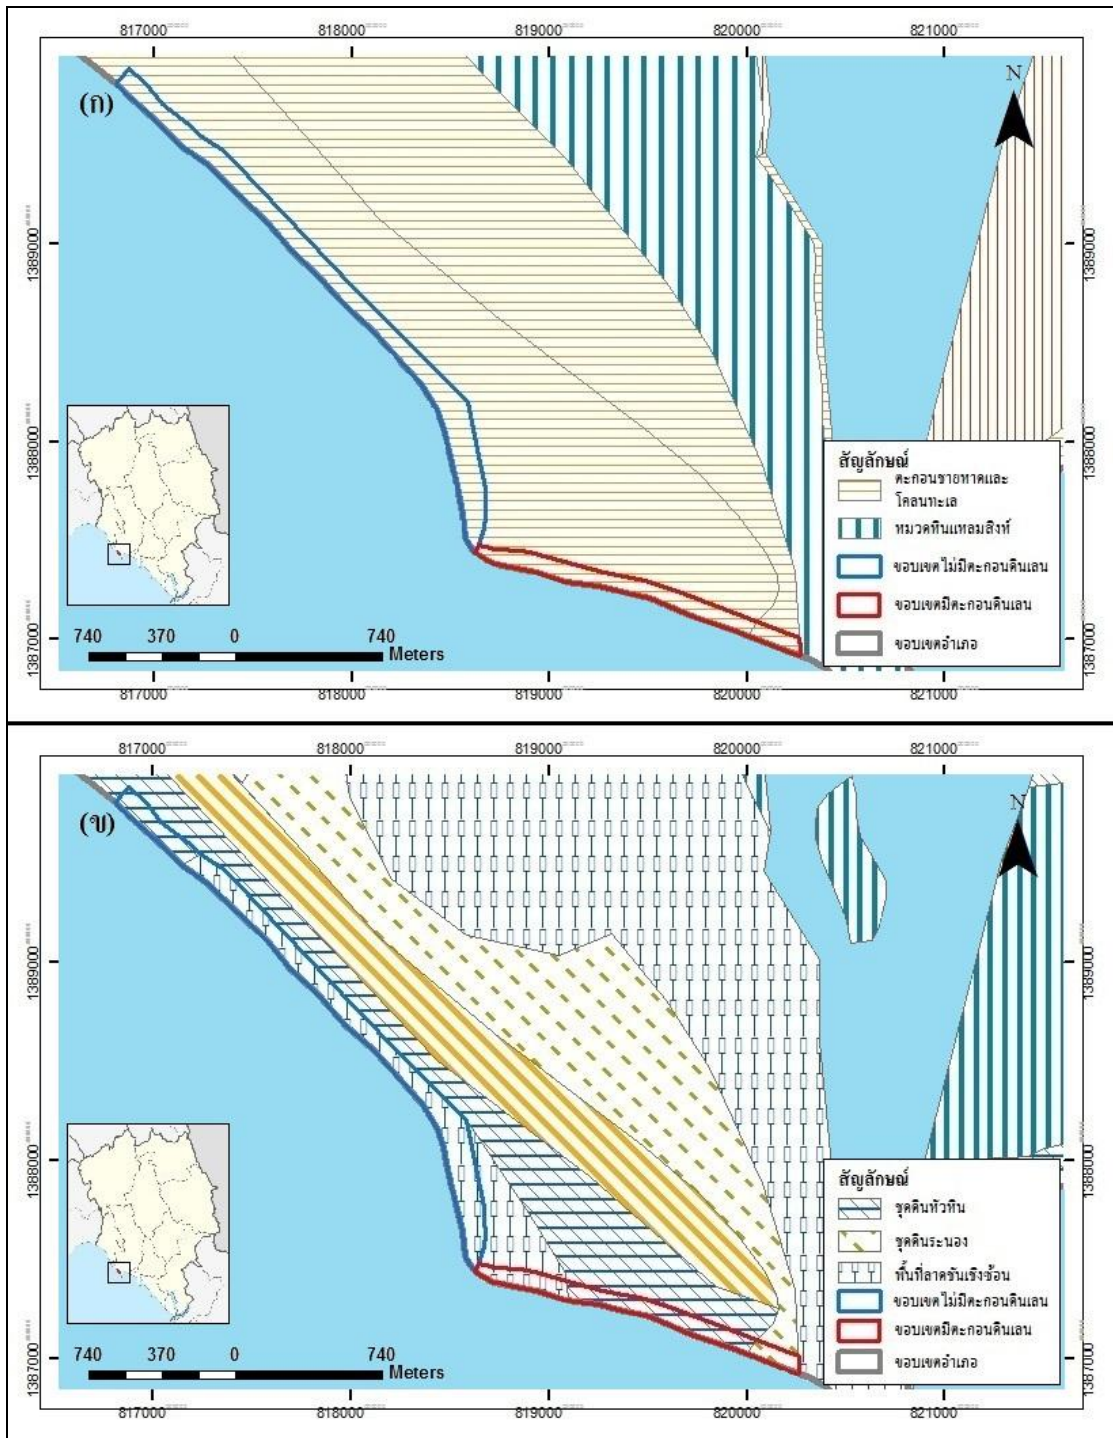 817000 818000 819000 820000 821000
(ก)
N
1389000 1389000
1388000 1388000
1387000 1387000
สัญลักษณ์
ตะกอนชายหาดและ
โคลนทะเล
หมวดหินแหลมสิงห์
ขอบเขตไม่มีตะกอนดินเลน
ขอบเขตมีตะกอนดินเลน
ขอบเขตอำเภอ
740 370 0 740
Meters
817000 818000 819000 820000 821000
817000 818000 819000 820000 821000
(ข)
N
1389000 1389000
1388000 1388000
1387000 1387000
สัญลักษณ์
ชุดดินหัวหิน
ชุดดินระนอง
พื้นที่ลาดชันเชิงซ้อน
ขอบเขตไม่มีตะกอนดินเลน
ขอบเขตมีตะกอนดินเลน
ขอบเขตอำเภอ
740 370 0 740
Meters
817000 818000 819000 820000 821000